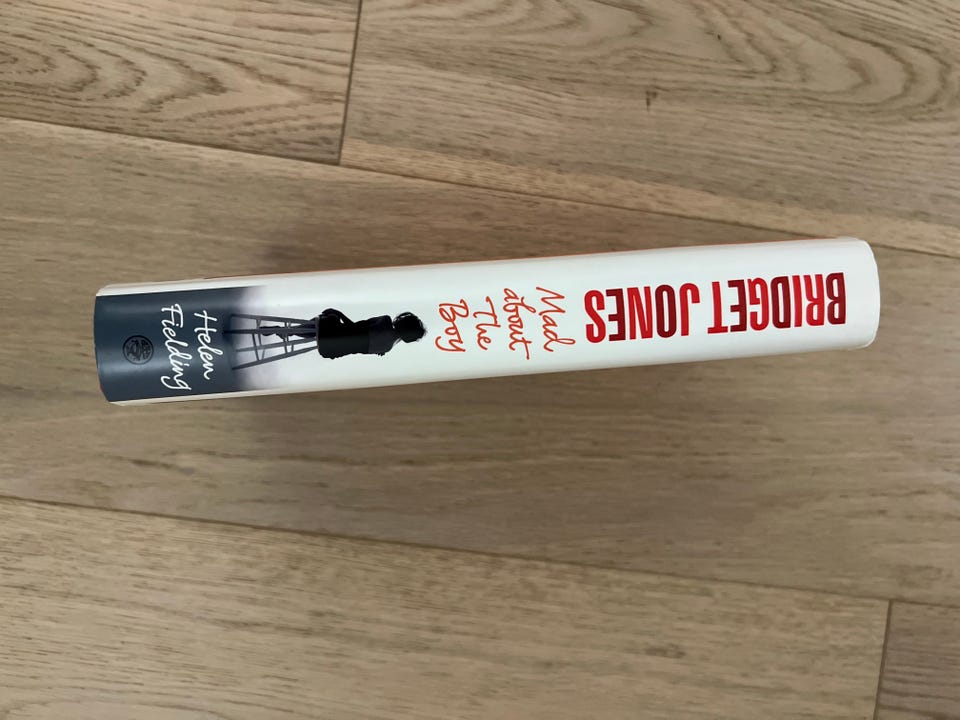 BRIDGET JONES
Mad
about
The
Boy
Helen
Fielding